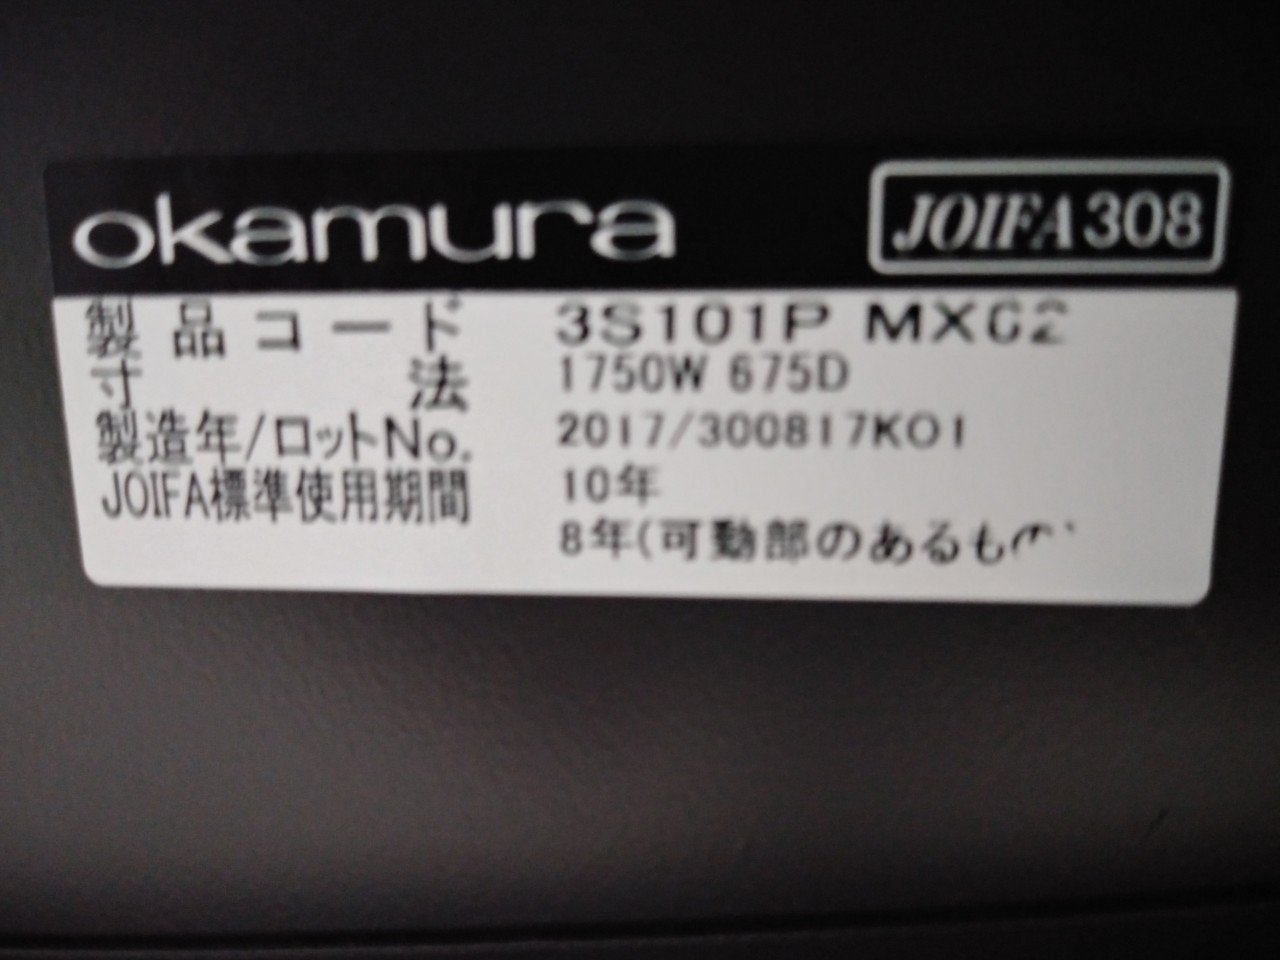 okamura JOIFA308
製品コード 3S101P
寸法 1750W 675D
製造年/ロットNo. 2017/300817K01
JOIFA標準使用期間 10年
8年(可動部のあるもの